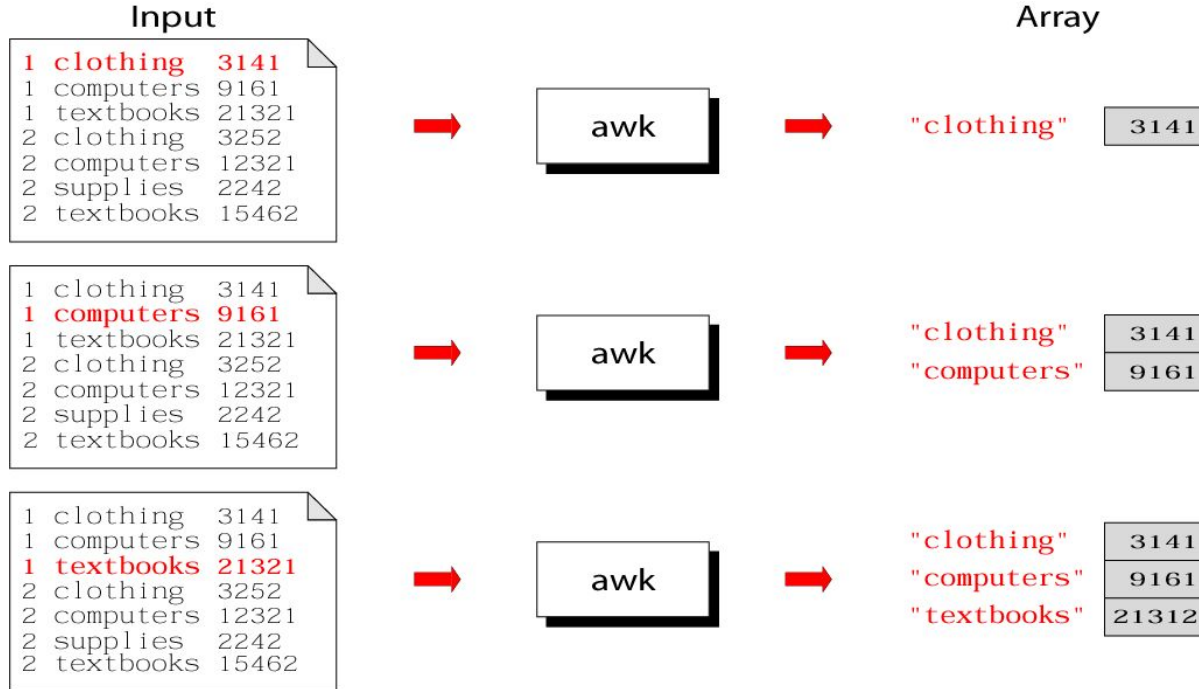 Input
Array
1 clothing 3141
1 computers 9161
1 textbooks 21321
2 clothing 3252
2 computers 12321
2 supplies 2242
2 textbooks 15462
awk
"clothing" 3141
1 clothing 3141
1 computers 9161
1 textbooks 21321
2 clothing 3252
2 computers 12321
2 supplies 2242
2 textbooks 15462
awk
"clothing" 3141
"computers" 9161
1 clothing 3141
1 computers 9161
1 textbooks 21321
2 clothing 3252
2 computers 12321
2 supplies 2242
2 textbooks 15462
awk
"clothing" 3141
"computers" 9161
"textbooks" 21312